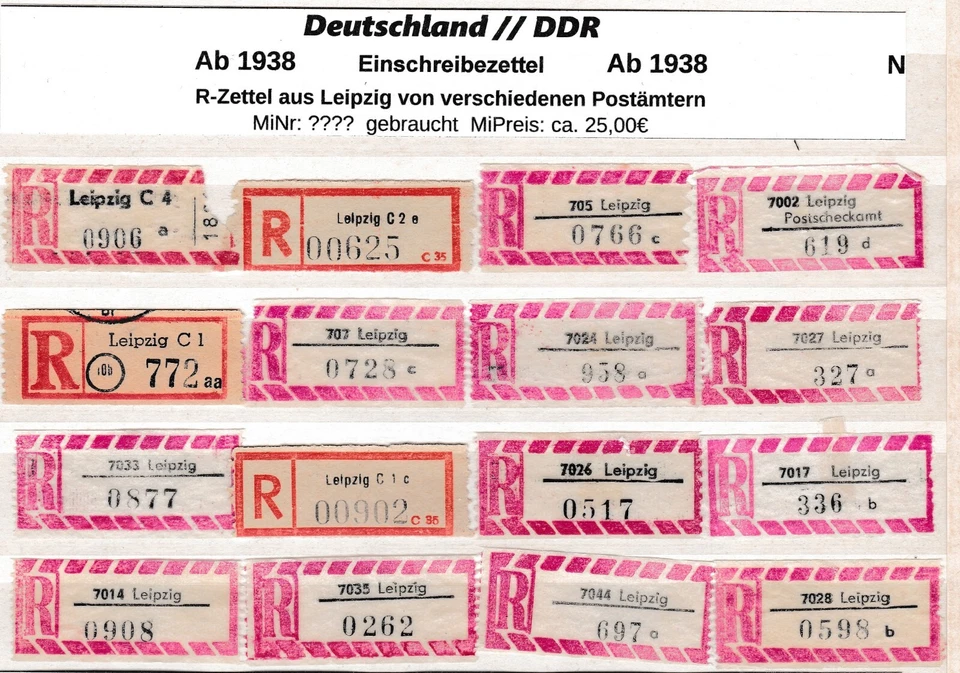 Deutschland // DDR
Ab 1938 Einschreibezettel Ab 1938 N
R-Zettel aus Leipzig von verschiedenen Postämtern
MiNr: ???? gebraucht MiPreis: ca. 25,00€
R Leipzig C 4
0906 a
R Leipzig C 2 e
00625 C 35
R 705 Leipzig
0766 c
R 7002 Leipzig
Postscheckamt
619 d
R Leipzig C 1
10b 772 aa
R 707 Leipzig
0728 c
R 7024 Leipzig
958 a
R 7027 Leipzig
327 a
R 7033 Leipzig
0877
R Leipzig C 1 c
00902 C 35
R 7026 Leipzig
0517
R 7017 Leipzig
336 b
R 7014 Leipzig
0908
R 7035 Leipzig
0262
R 7044 Leipzig
697 a
R 7028 Leipzig
0598 b